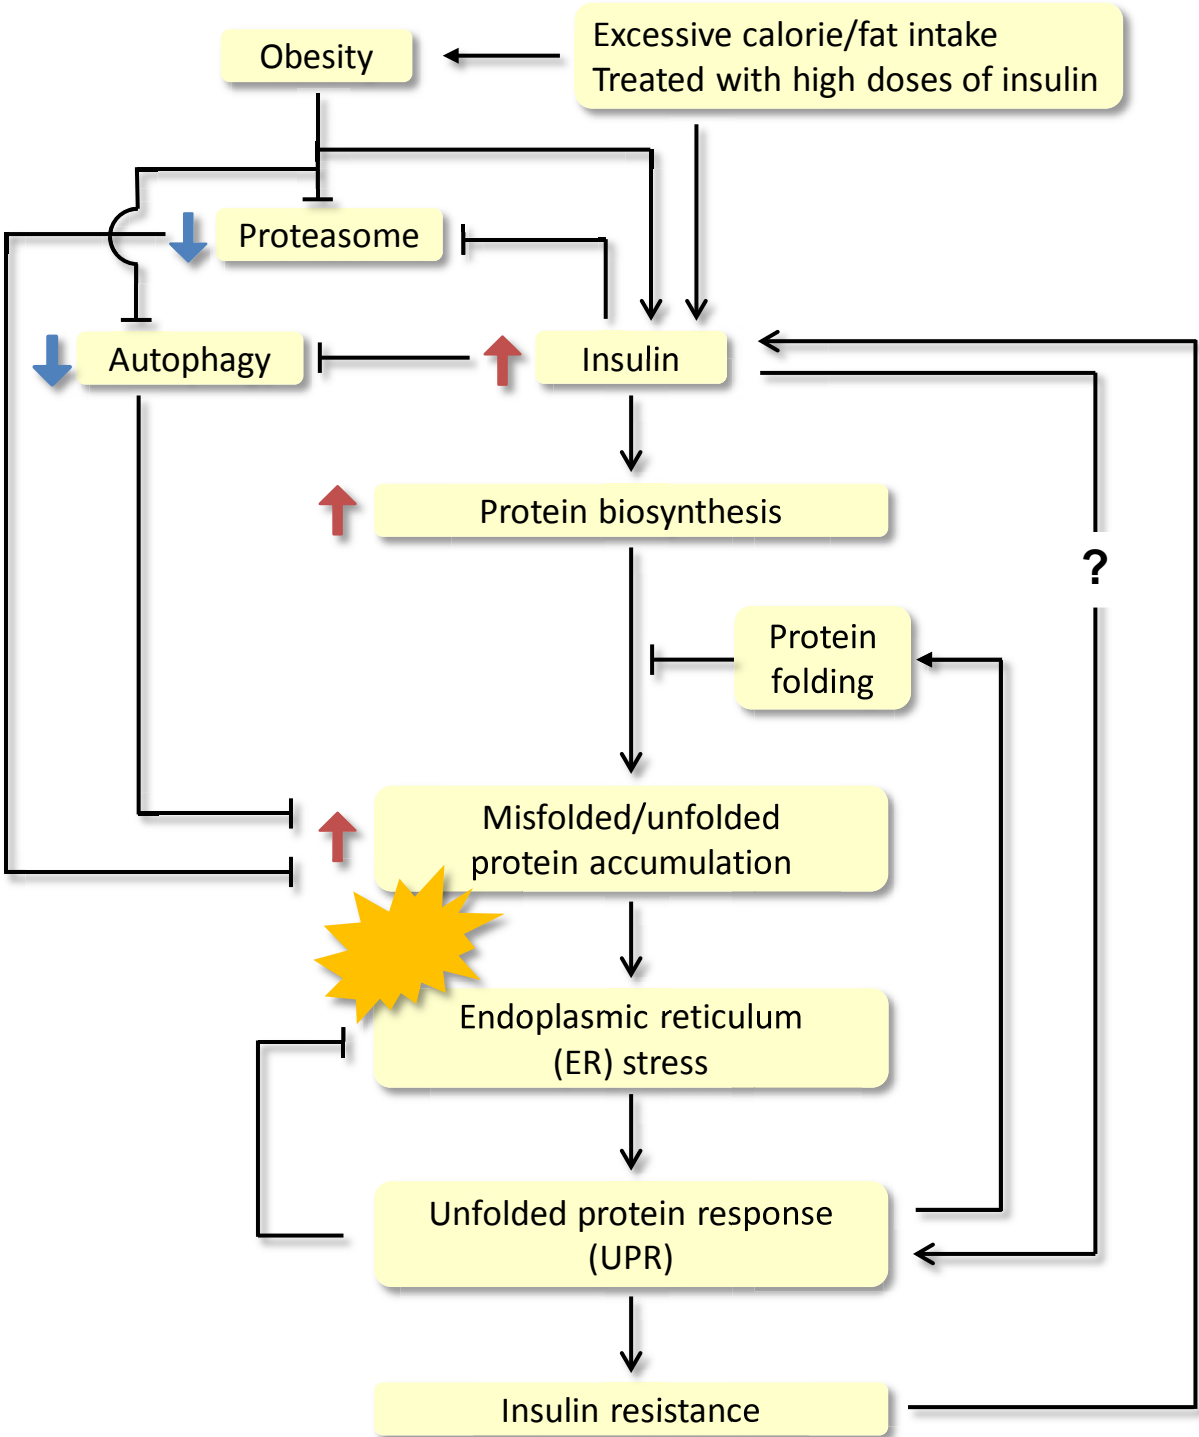 Excessive calorie/fat intake
Treated with high doses of insulin
Obesity
Proteasome
Autophagy
Insulin
Protein biosynthesis
?
Protein
folding
Misfolded/unfolded
protein accumulation
Endoplasmic reticulum
(ER) stress
Unfolded protein response
(UPR)
Insulin resistance